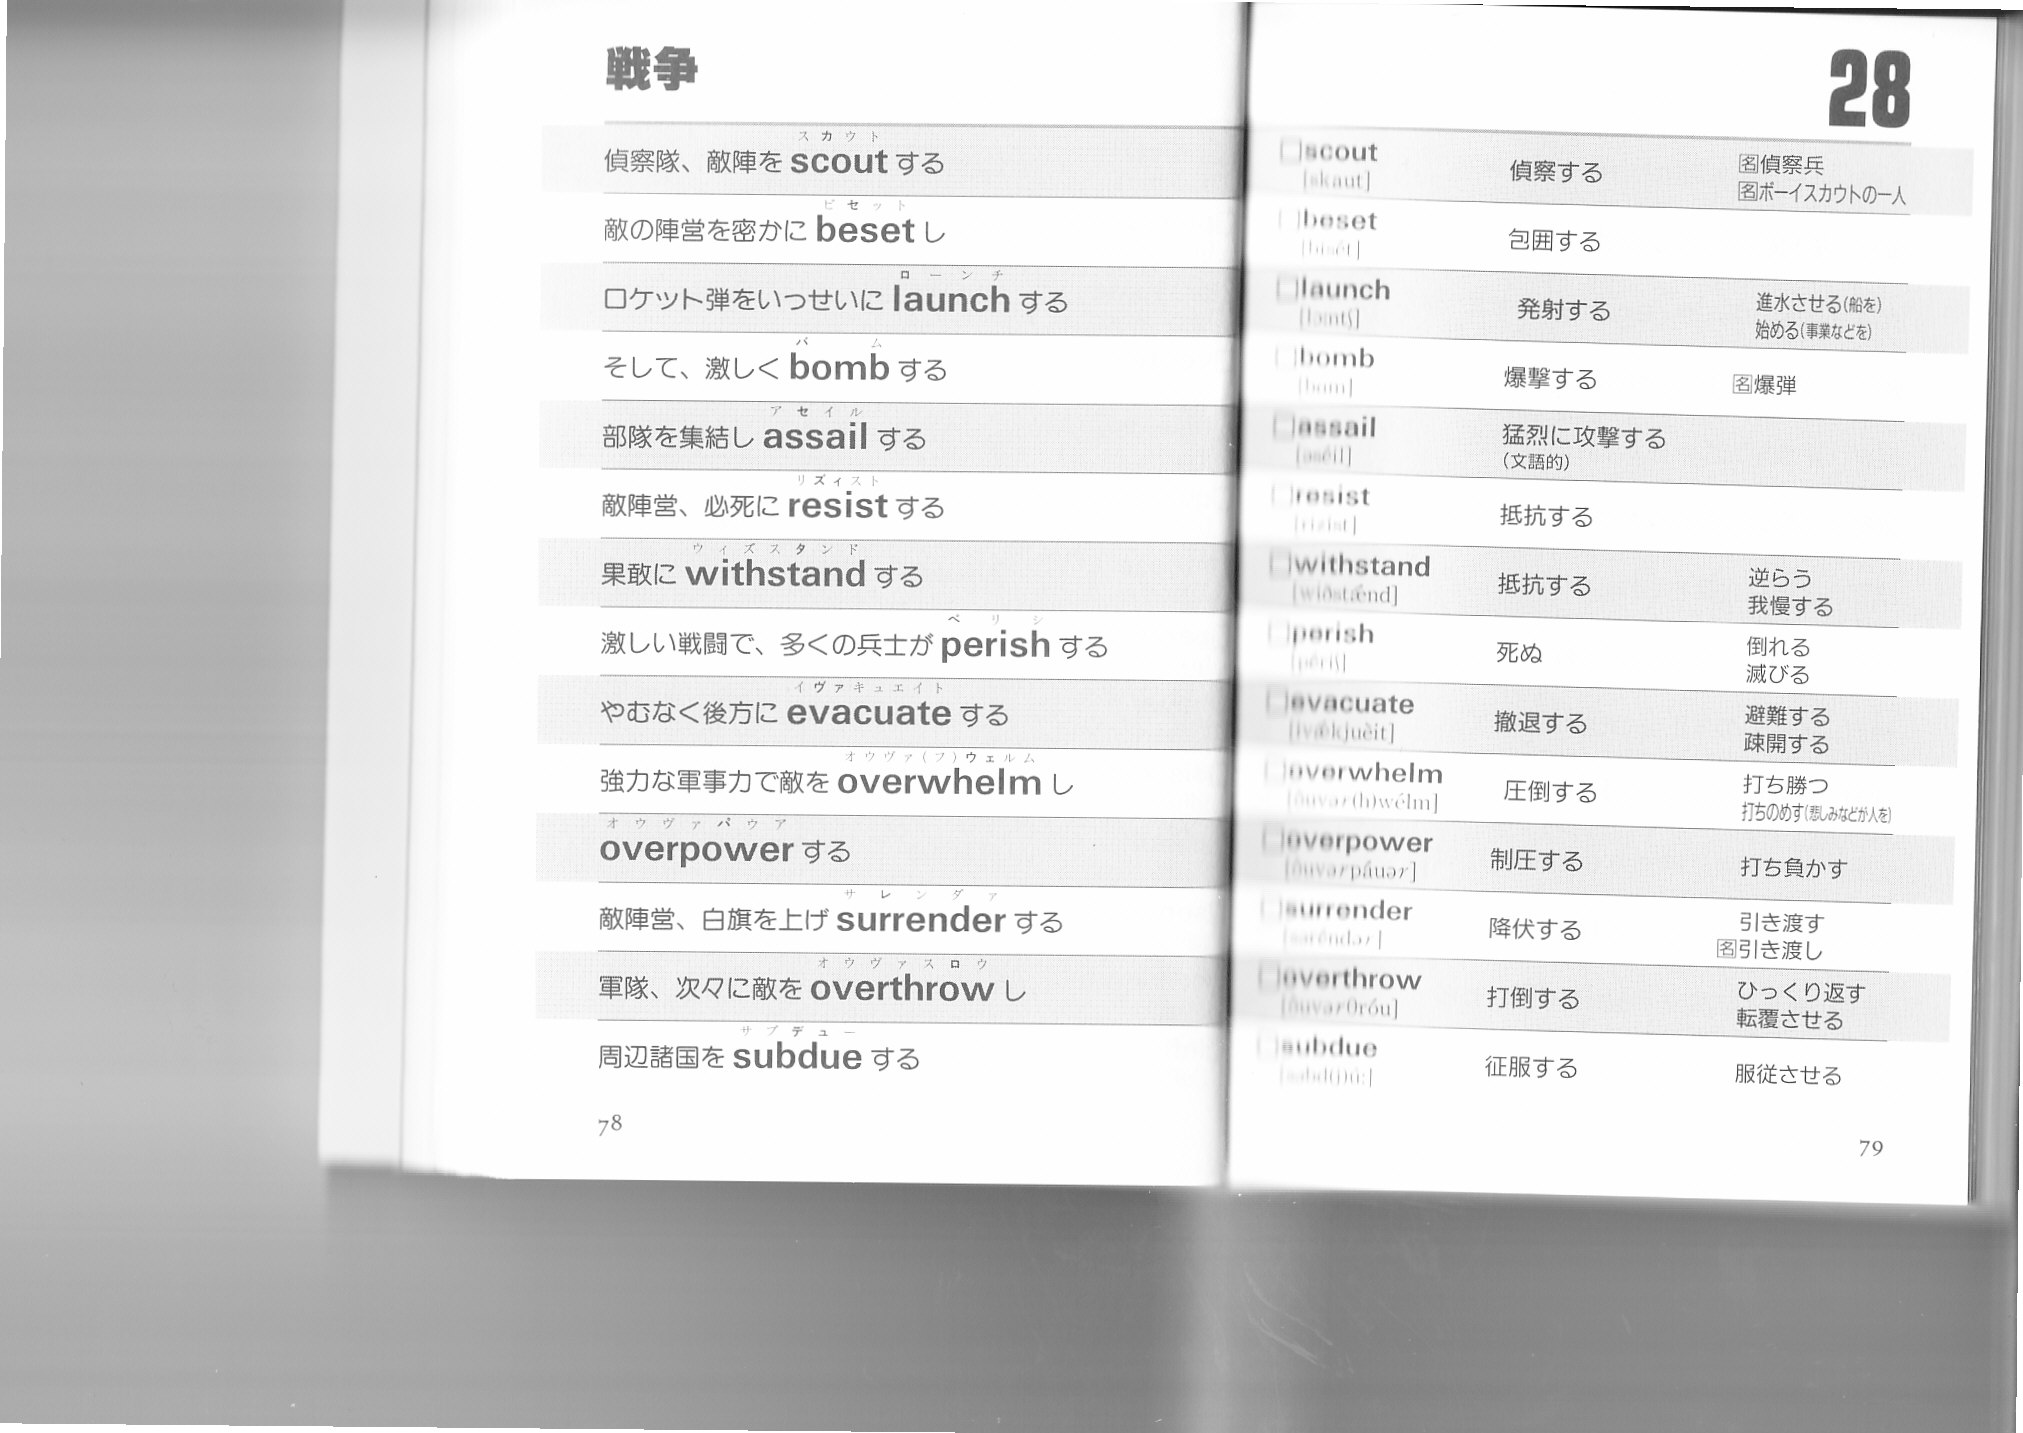 戦争
スカウト
偵察隊、敵陣を scout する
ビセット
敵の陣営を密かに beset し
ローンチ
ロケット弾をいっせいに launch する
バム
そして、激しく bomb する
アセイル
部隊を集結し assail する
リズィスト
敵陣営、必死に resist する
ウィズスタンド
果敢に withstand する
ペリシ
激しい戦闘で、多くの兵士が perish する
イヴァキュエイト
やむなく後方に evacuate する
オウヴァ(フ)ウェルム
強力な軍事力で敵を overwhelm し
オウヴァパウア
overpower する
サレンダァ
敵陣営、白旗を上げ surrender する
オウヴァスロウ
軍隊、次々に敵を overthrow し
サブデュー
周辺諸国を subdue する
78
28
□scout 偵察する 名偵察兵
[skaut] 名ボーイスカウトの一人
□beset 包囲する
[bisét]
□launch 発射する 進水させる(船を)
[lɔːntʃ] 始める(事業などを)
□bomb 爆撃する 名爆弾
[bɑm]
□assail 猛烈に攻撃する
[əséil] (文語的)
□resist 抵抗する
[rizíst]
□withstand 抵抗する 逆らう
[wiðstǽnd] 我慢する
□perish 死ぬ 倒れる
[périʃ] 滅びる
□evacuate 撤退する 避難する
[ivǽkjuèit] 疎開する
□overwhelm 圧倒する 打ち勝つ
[òuvər(h)wélm] 打ちのめす(悲しみなどが人を)
□overpower 制圧する 打ち負かす
[òuvərpáuər]
□surrender 降伏する 引き渡す
[səréndər] 名引き渡し
□overthrow 打倒する ひっくり返す
[òuvərθróu] 転覆させる
□subdue 征服する 服従させる
[səbd(j)úː]
79